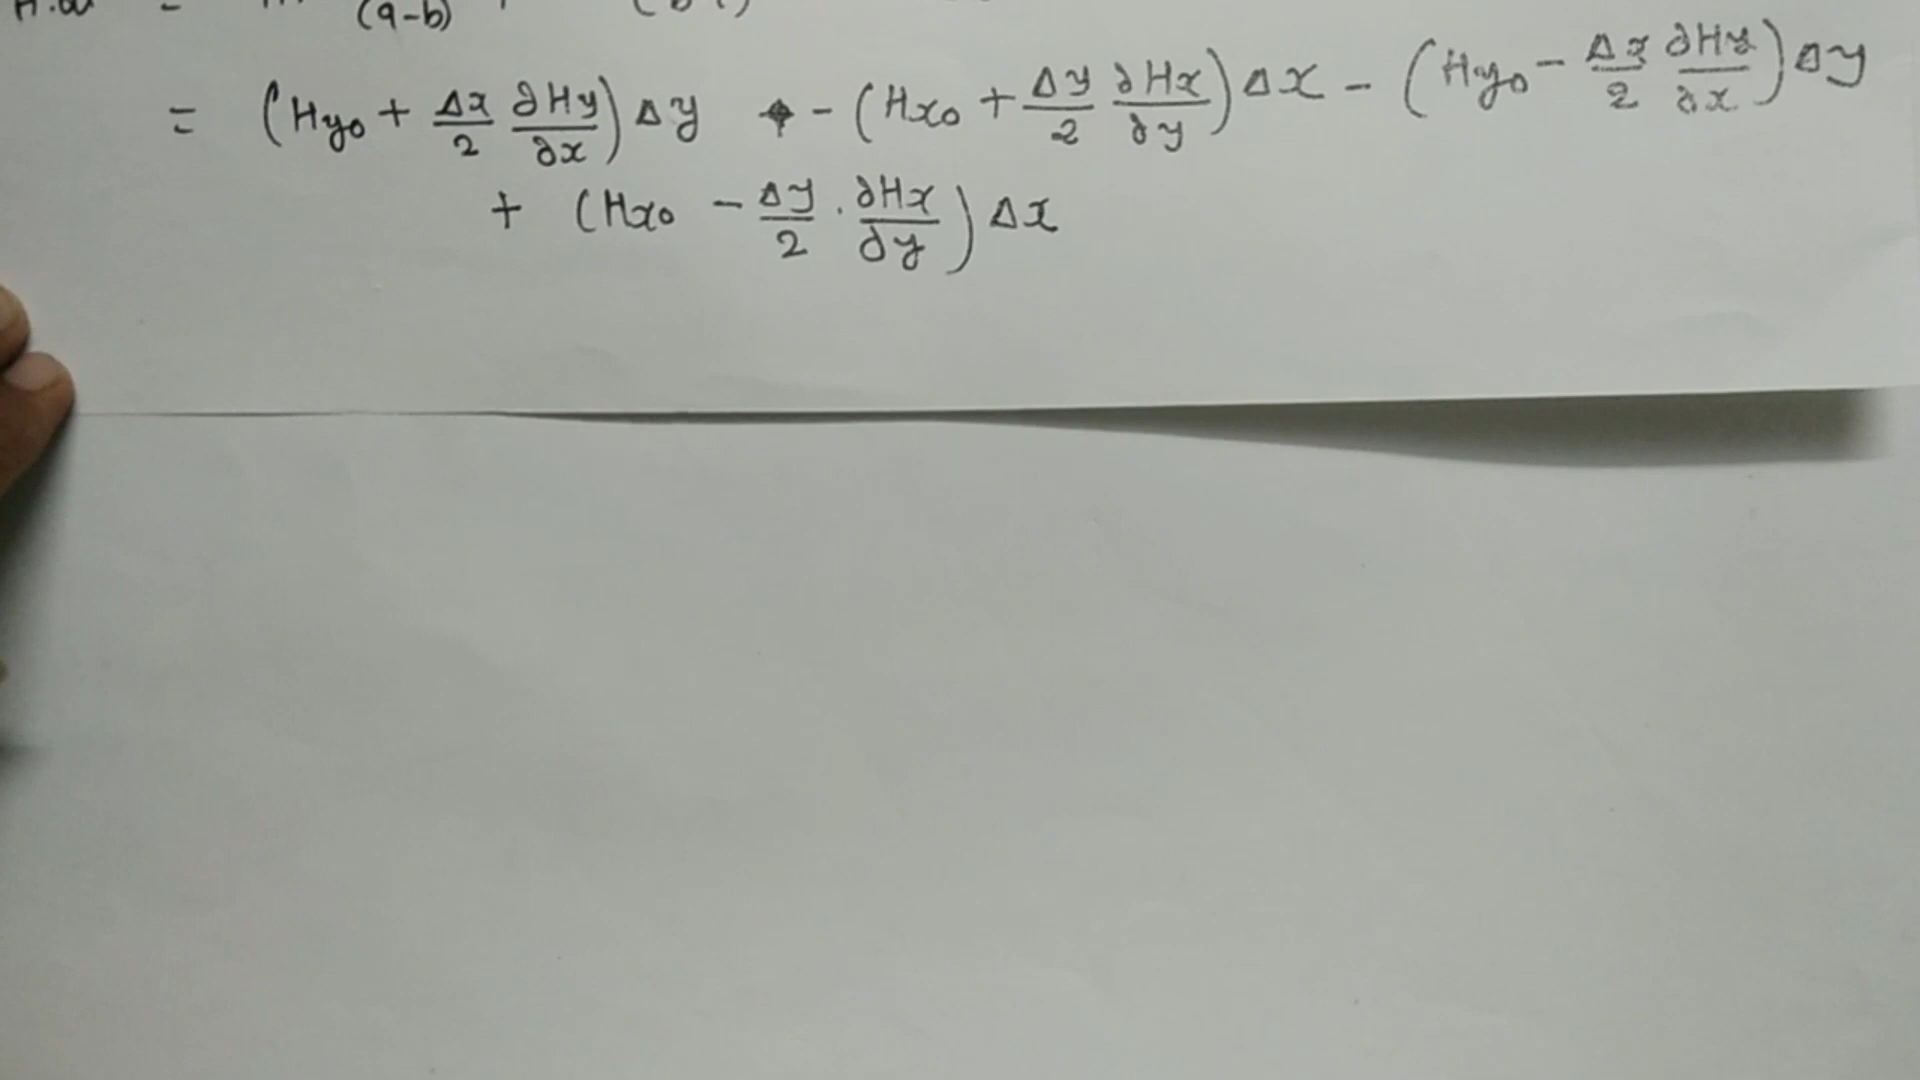 (a-b)
= (Hy0 + Δx/2 ∂Hy/∂x) Δy - (Hx0 + Δy/2 ∂Hx/∂y) Δx - (Hy0 - Δx/2 ∂Hy/∂x) Δy
+ (Hx0 - Δy/2 . ∂Hx/∂y) Δx